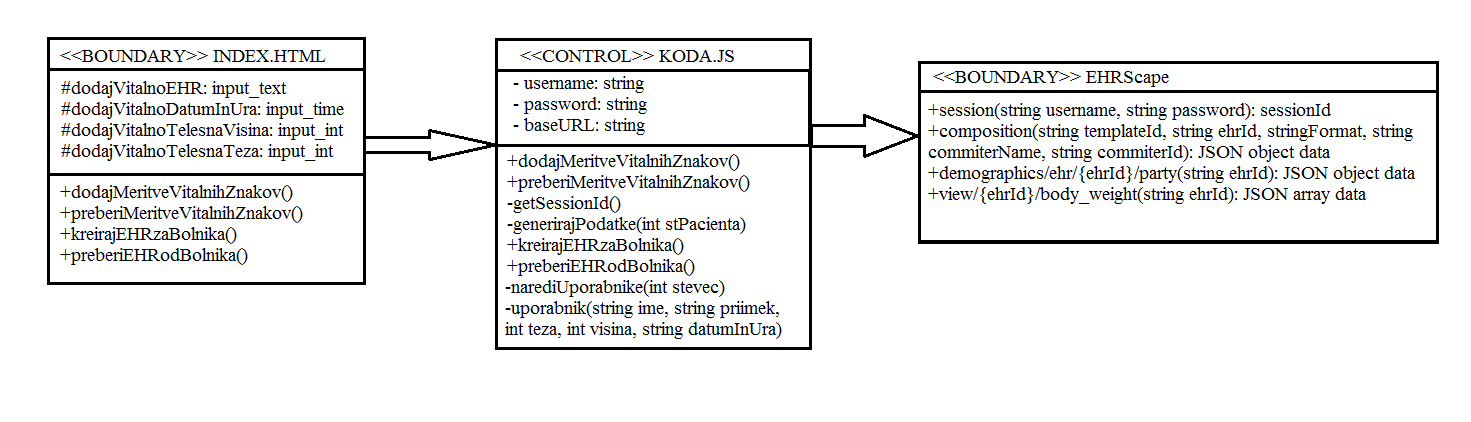 <<BOUNDARY>> INDEX.HTML
#dodajVitalnoEHR: input_text
#dodajVitalnoDatumInUra: input_time
#dodajVitalnoTelesnaVisina: input_int
#dodajVitalnoTelesnaTeza: input_int
+dodajMeritveVitalnihZnakov()
+preberiMeritveVitalnihZnakov()
+kreirajEHRzaBolnika()
+preberiEHRodBolnika()
<<CONTROL>> KODA.JS
- username: string
- password: string
- baseURL: string
+dodajMeritveVitalnihZnakov()
+preberiMeritveVitalnihZnakov()
-getSessionId()
-generirajPodatke(int stPacienta)
+kreirajEHRzaBolnika()
+preberiEHRodBolnika()
-narediUporabnike(int stevec)
-uporabnik(string ime, string priimek,
int teza, int visina, string datumInUra)
<<BOUNDARY>> EHRScape
+session(string username, string password): sessionId
+composition(string templateId, string ehrId, stringFormat, string
commiterName, string commiterId): JSON object data
+demographics/ehr/{ehrId}/party(string ehrId): JSON object data
+view/{ehrId}/body_weight(string ehrId): JSON array data